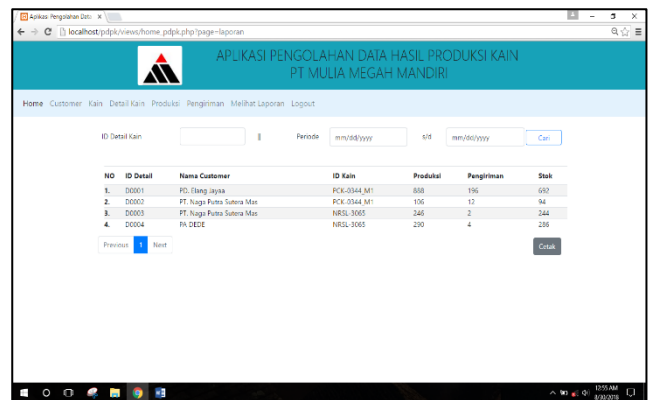 Aplikasi Pengolahan Data
localhost/pdpk/views/home_pdpk.php?page=laporan
APLIKASI PENGOLAHAN DATA HASIL PRODUKSI KAIN
PT MULIA MEGAH MANDIRI
Home Customer Kain Detail Kain Produksi Pengiriman Melihat Laporan Logout
ID Detail Kain || Periode mm/dd/yyyy s/d mm/dd/yyyy Cari
NO ID Detail Nama Customer ID Kain Produksi Pengiriman Stok
1. D0001 PD. Elang Jayaa PCK-0344_M1 888 196 692
2. D0002 PT. Naga Putra Sutera Mas PCK-0344_M1 106 12 94
3. D0003 PT. Naga Putra Sutera Mas NRSL-3065 246 2 244
4. D0004 PA DEDE NRSL-3065 290 4 286
Previous 1 Next Cetak
12:55 AM
8/30/2018